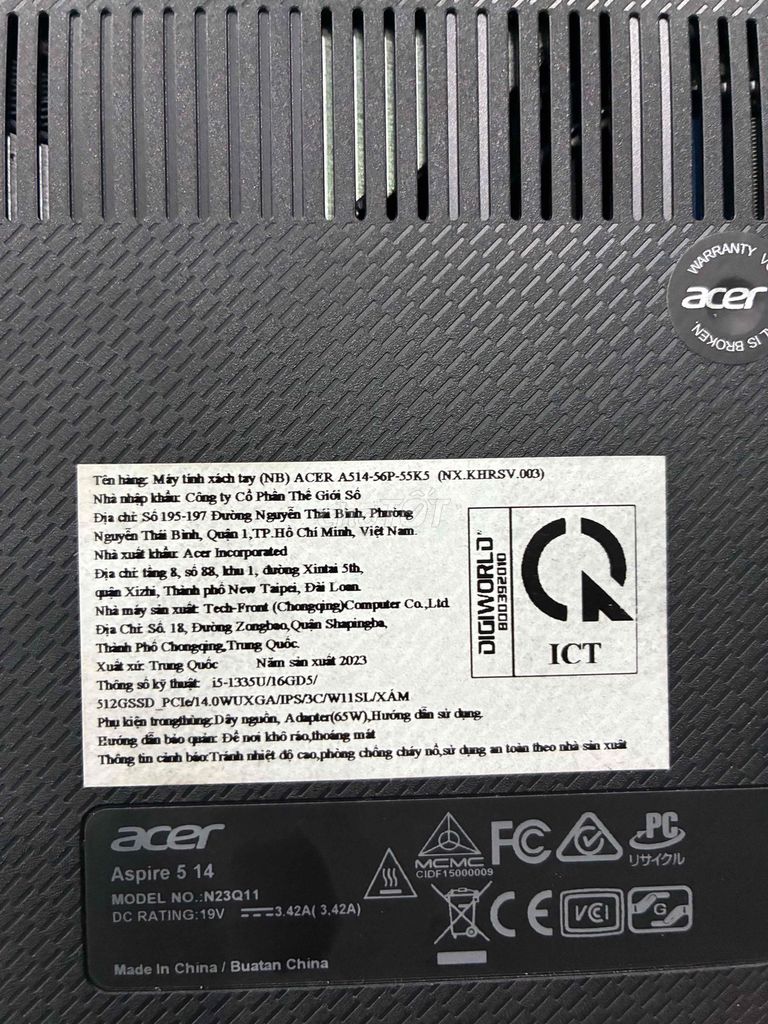 WARRANTY
acer
IS BROKEN.
Tên hàng: Máy tính xách tay (NB) ACER A514-56P-55K5 (NX.KHRSV.003)
Nhà nhập khẩu: Công ty Cổ Phần Thế Giới Số
Địa chỉ: Số 195-197 Đường Nguyễn Thái Bình, Phường
Nguyễn Thái Bình, Quận 1,TP.Hồ Chí Minh, Việt Nam.
Nhà xuất khẩu: Acer Incorporated
Địa chỉ: tầng 8, số 88, khu 1, đường Xintai 5th,
quận Xizhi, Thành phố New Taipei, Đài Loan.
Nhà máy sản xuất: Tech-Front (Chongqing)Computer Co.,Ltd
Địa Chỉ: Số. 18, Đường Zongbao,Quận Shapingba,
Thành Phố Chongqing,Trung Quốc.
Xuất xứ: Trung Quốc Năm sản xuất 2023
Thông số kỹ thuật: i5-1335U/16GD5/
512GSSD_PCIe/14.0WUXGA/IPS/3C/W11SL/XÁM
Phụ kiện trongthùng:Dây nguồn, Adapter(65W),Hướng dẫn sử dụng.
Hướng dẫn bảo quản: Để nơi khô ráo,thoáng mát
Thông tin cảnh báo:Tránh nhiệt độ cao,phòng chống cháy nổ,sử dụng an toàn theo nhà sản xuất
DIGIWORLD
ICT
acer
Aspire 5 14
MODEL NO.:N23Q11
DC RATING:19V 3.42A( 3,42A)
MCMC
CIDF15000009
FC
PC
リサイクル
CE
VCI
G
Made in China / Buatan China